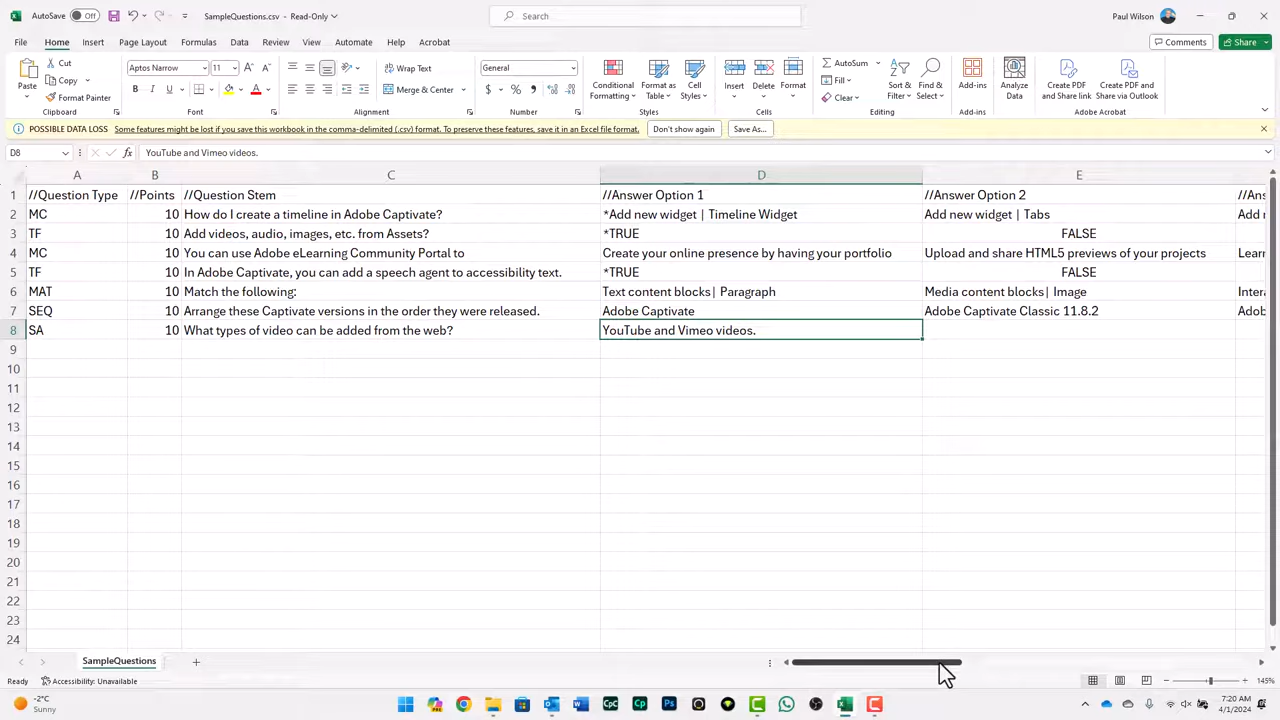 AutoSave Off SampleQuestions.csv - Read-Only Search Paul Wilson
File Home Insert Page Layout Formulas Data Review View Automate Help Acrobat Comments Share
Paste Cut Copy Format Painter Clipboard
Aptos Narrow 11 B I U Font
Wrap Text Merge & Center Alignment
General $ % Number
Conditional Formatting Format as Table Cell Styles Styles
Insert Delete Format Cells
AutoSum Fill Clear Sort & Filter Find & Select Editing
Add-ins Add-ins Analyze Data
Create PDF and Share link Create PDF and Share via Outlook Adobe Acrobat
POSSIBLE DATA LOSS Some features might be lost if you save this workbook in the comma-delimited (.csv) format. To preserve these features, save it in an Excel file format. Don't show again Save As...
D8 fx YouTube and Vimeo videos.
A B C D E
1 //Question Type //Points //Question Stem //Answer Option 1 //Answer Option 2 //Ans
2 MC 10 How do I create a timeline in Adobe Captivate? *Add new widget | Timeline Widget Add new widget | Tabs Add n
3 TF 10 Add videos, audio, images, etc. from Assets? *TRUE FALSE
4 MC 10 You can use Adobe eLearning Community Portal to Create your online presence by having your portfolio Upload and share HTML5 previews of your projects Learn
5 TF 10 In Adobe Captivate, you can add a speech agent to accessibility text. *TRUE FALSE
6 MAT 10 Match the following: Text content blocks| Paragraph Media content blocks| Image Intera
7 SEQ 10 Arrange these Captivate versions in the order they were released. Adobe Captivate Adobe Captivate Classic 11.8.2 Adob
8 SA 10 What types of video can be added from the web? YouTube and Vimeo videos.
9
10
11
12
13
14
15
16
17
18
19
20
21
22
23
24
SampleQuestions
Ready Accessibility: Unavailable 145%
-2°C
Sunny
7:20 AM
4/1/2024